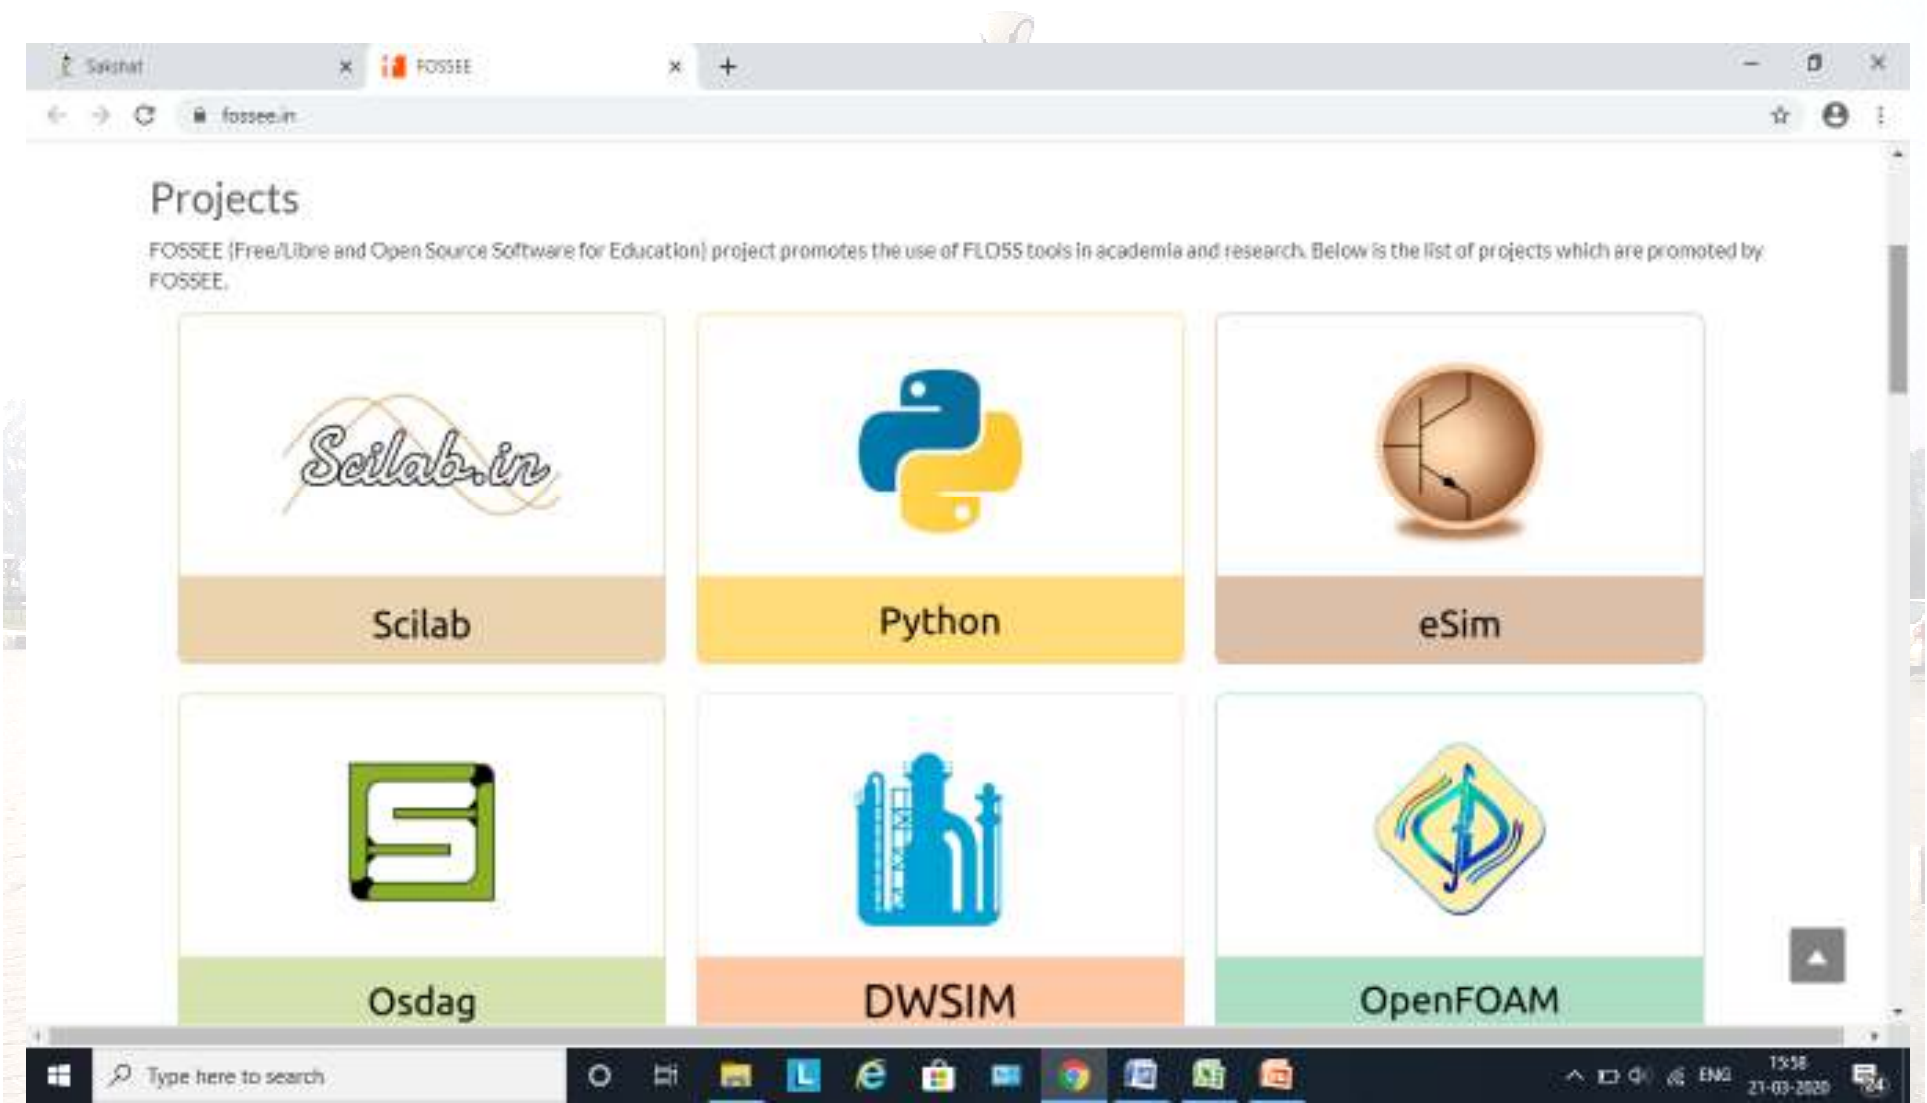 Sakshat
FOSSEE
fossee.in
Projects
FOSSEE (Free/Libre and Open Source Software for Education) project promotes the use of FLOSS tools in academia and research. Below is the list of projects which are promoted by
FOSSEE.
Scilab.in
Scilab
Python
eSim
Osdag
DWSIM
OpenFOAM
Type here to search
ENG
15:58
21-03-2020
24